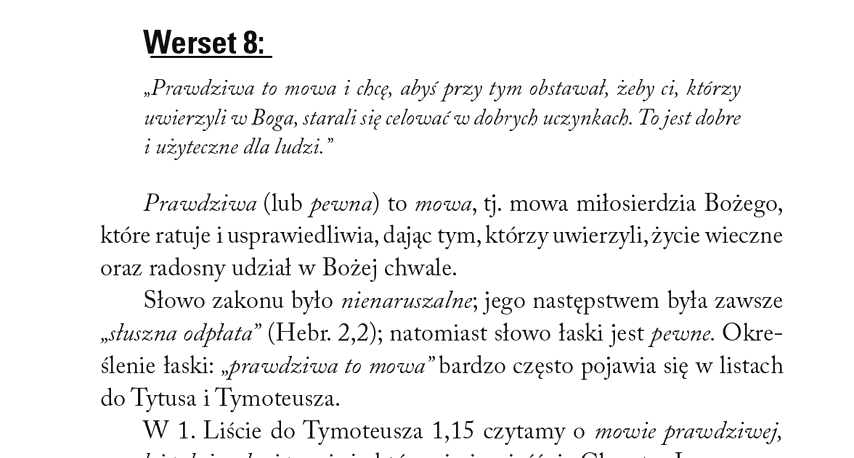 Werset 8:
„Prawdziwa to mowa i chcę, abyś przy tym obstawał, żeby ci, którzy
uwierzyli w Boga, starali się celować w dobrych uczynkach. To jest dobre
i użyteczne dla ludzi.”
Prawdziwa (lub pewna) to mowa, tj. mowa miłosierdzia Bożego,
które ratuje i usprawiedliwia, dając tym, którzy uwierzyli, życie wieczne
oraz radosny udział w Bożej chwale.
Słowo zakonu było nienaruszalne; jego następstwem była zawsze
„słuszna odpłata” (Hebr. 2,2); natomiast słowo łaski jest pewne. Okre-
ślenie łaski: „prawdziwa to mowa” bardzo często pojawia się w listach
do Tytusa i Tymoteusza.
W 1. Liście do Tymoteusza 1,15 czytamy o mowie prawdziwej,